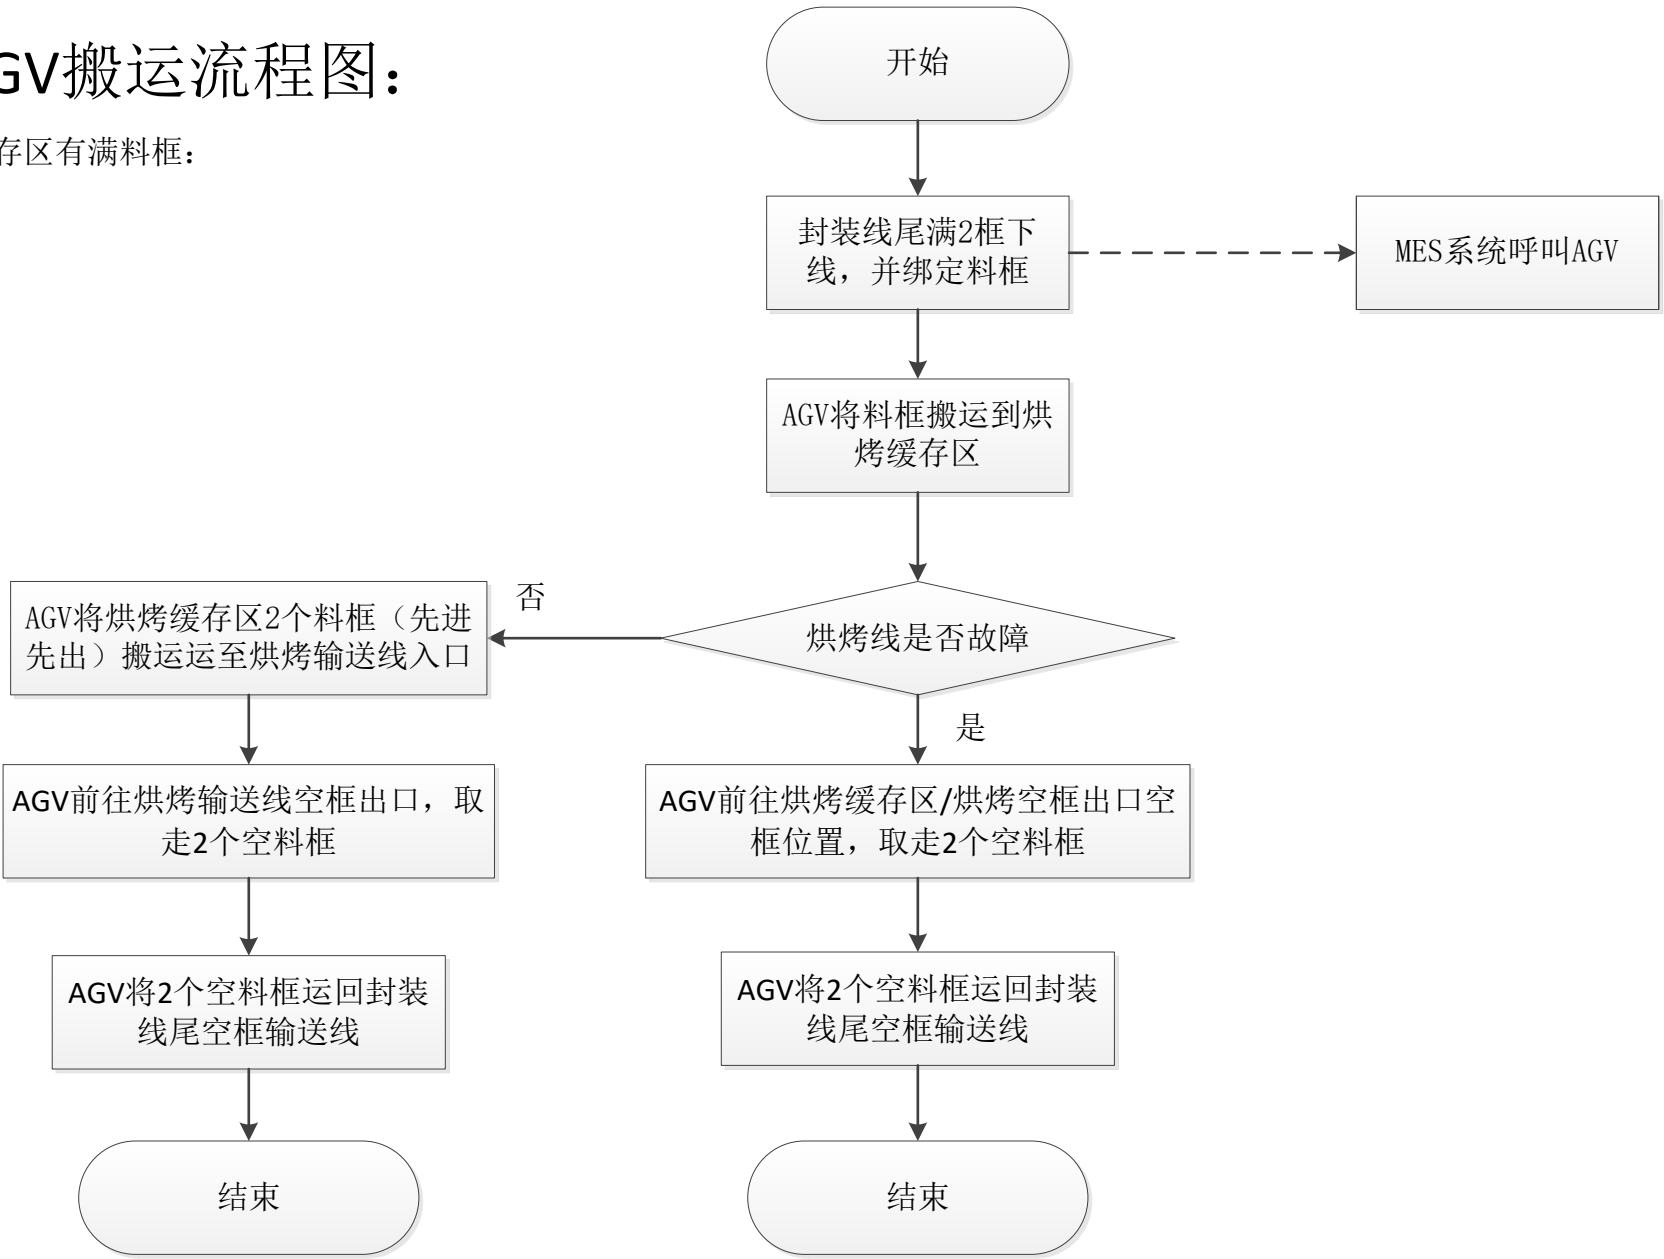 GV搬运流程图：
存区有满料框：
开始
封装线尾满2框下
线，并绑定料框
MES系统呼叫AGV
AGV将料框搬运到烘
烤缓存区
烘烤线是否故障
否
是
AGV将烘烤缓存区2个料框（先进
先出）搬运运至烘烤输送线入口
AGV前往烘烤输送线空框出口，取
走2个空料框
AGV前往烘烤缓存区/烘烤空框出口空
框位置，取走2个空料框
AGV将2个空料框运回封装
线尾空框输送线
AGV将2个空料框运回封装
线尾空框输送线
结束
结束